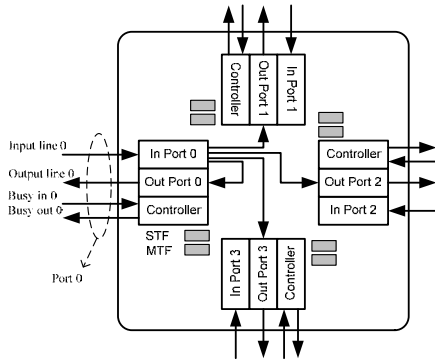 Controller
Out Port 1
In Port 1
Input line 0
Output line 0
Busy in 0
Busy out 0
Port 0
In Port 0
Out Port 0
Controller
STF
MTF
Controller
Out Port 2
In Port 2
In Port 3
Out Port 3
Controller